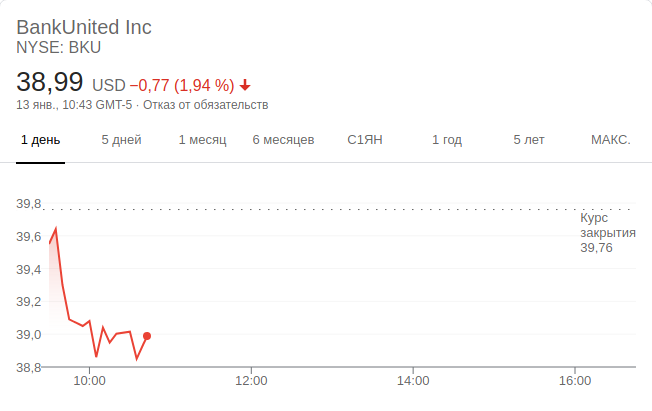 BankUnited Inc
NYSE: BKU
38,99 USD −0,77 (1,94 %)
13 янв., 10:43 GMT-5 · Отказ от обязательств
1 день 5 дней 1 месяц 6 месяцев С1ЯН 1 год 5 лет МАКС.
39,8
Курс
закрытия
39,76
39,6
39,4
39,2
39,0
38,8
10:00 12:00 14:00 16:00